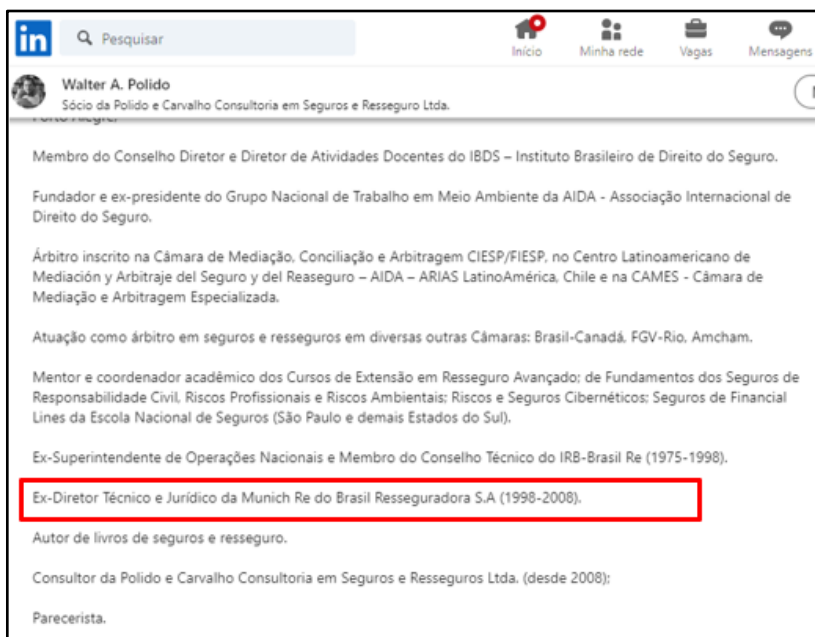 in
Pesquisar
Início
Minha rede
Vagas
Mensagens
Walter A. Polido
Sócio da Polido e Carvalho Consultoria em Seguros e Resseguro Ltda.
Porto Alegre;
Membro do Conselho Diretor e Diretor de Atividades Docentes do IBDS – Instituto Brasileiro de Direito do Seguro.
Fundador e ex-presidente do Grupo Nacional de Trabalho em Meio Ambiente da AIDA - Associação Internacional de
Direito do Seguro.
Árbitro inscrito na Câmara de Mediação, Conciliação e Arbitragem CIESP/FIESP, no Centro Latinoamericano de
Mediación y Arbitraje del Seguro y del Reaseguro – AIDA – ARIAS LatinoAmérica, Chile e na CAMES - Câmara de
Mediação e Arbitragem Especializada.
Atuação como árbitro em seguros e resseguros em diversas outras Câmaras: Brasil-Canadá, FGV-Rio, Amcham.
Mentor e coordenador acadêmico dos Cursos de Extensão em Resseguro Avançado; de Fundamentos dos Seguros de
Responsabilidade Civil, Riscos Profissionais e Riscos Ambientais; Riscos e Seguros Cibernéticos; Seguros de Financial
Lines da Escola Nacional de Seguros (São Paulo e demais Estados do Sul).
Ex-Superintendente de Operações Nacionais e Membro do Conselho Técnico do IRB-Brasil Re (1975-1998).
Ex-Diretor Técnico e Jurídico da Munich Re do Brasil Resseguradora S.A (1998-2008).
Autor de livros de seguros e resseguro.
Consultor da Polido e Carvalho Consultoria em Seguros e Resseguros Ltda. (desde 2008);
Parecerista.